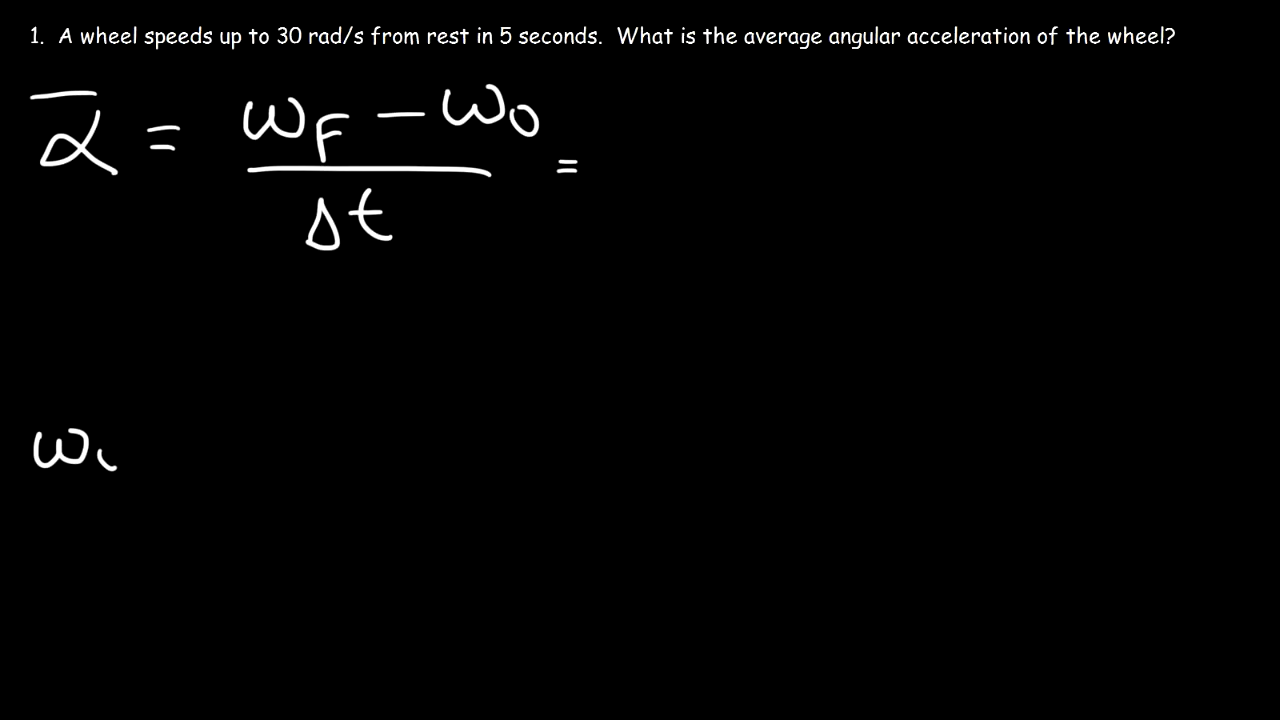 1. A wheel speeds up to 30 rad/s from rest in 5 seconds. What is the average angular acceleration of the wheel?
ᾱ = (ωF − ω0) / Δt =
ω